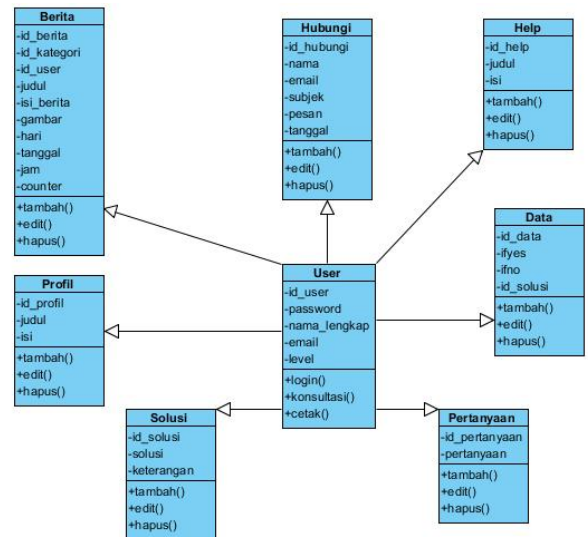 Berita
-id_berita
-id_kategori
-id_user
-judul
-isi_berita
-gambar
-hari
-tanggal
-jam
-counter
+tambah()
+edit()
+hapus()
Hubungi
-id_hubungi
-nama
-email
-subjek
-pesan
-tanggal
+tambah()
+edit()
+hapus()
Help
-id_help
-judul
-isi
+tambah()
+edit()
+hapus()
Data
-id_data
-ifyes
-ifno
-id_solusi
+tambah()
+edit()
+hapus()
Profil
-id_profil
-judul
-isi
+tambah()
+edit()
+hapus()
User
-id_user
-password
-nama_lengkap
-email
-level
+login()
+konsultasi()
+cetak()
Solusi
-id_solusi
-solusi
-keterangan
+tambah()
+edit()
+hapus()
Pertanyaan
-id_pertanyaan
-pertanyaan
+tambah()
+edit()
+hapus()